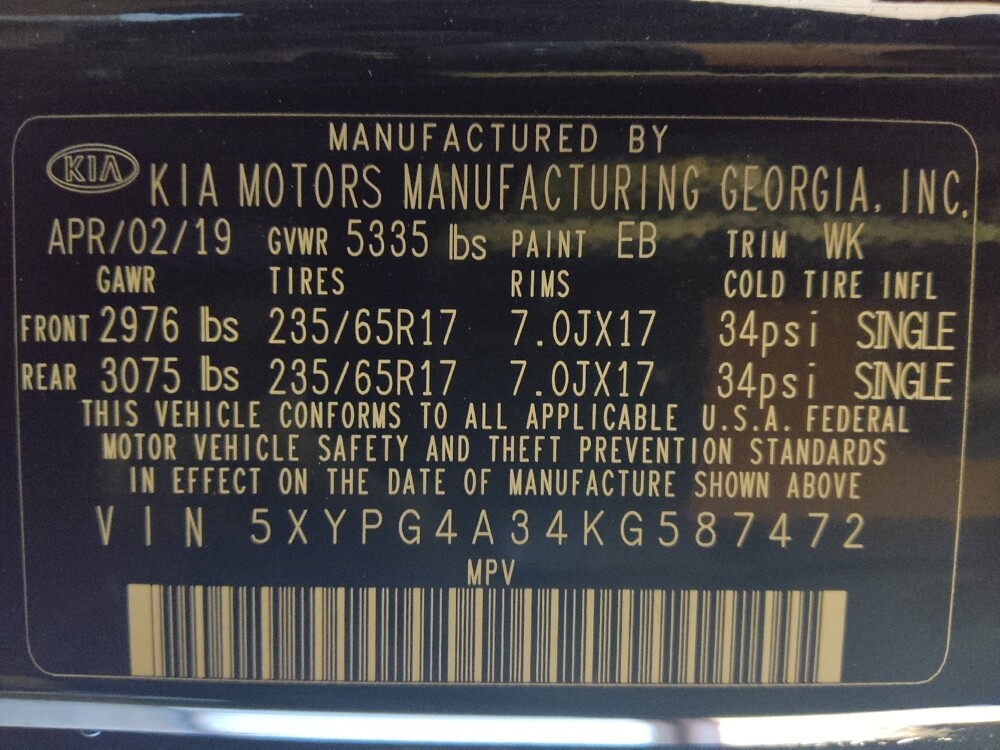 MANUFACTURED BY
KIA KIA MOTORS MANUFACTURING GEORGIA, INC.
APR/02/19 GVWR 5335 lbs PAINT EB TRIM WK
GAWR TIRES RIMS COLD TIRE INFL
FRONT 2976 lbs 235/65R17 7.0JX17 34psi SINGLE
REAR 3075 lbs 235/65R17 7.0JX17 34psi SINGLE
THIS VEHICLE CONFORMS TO ALL APPLICABLE U.S.A. FEDERAL
MOTOR VEHICLE SAFETY AND THEFT PREVENTION STANDARDS
IN EFFECT ON THE DATE OF MANUFACTURE SHOWN ABOVE
VIN 5XYPG4A34KG587472
MPV